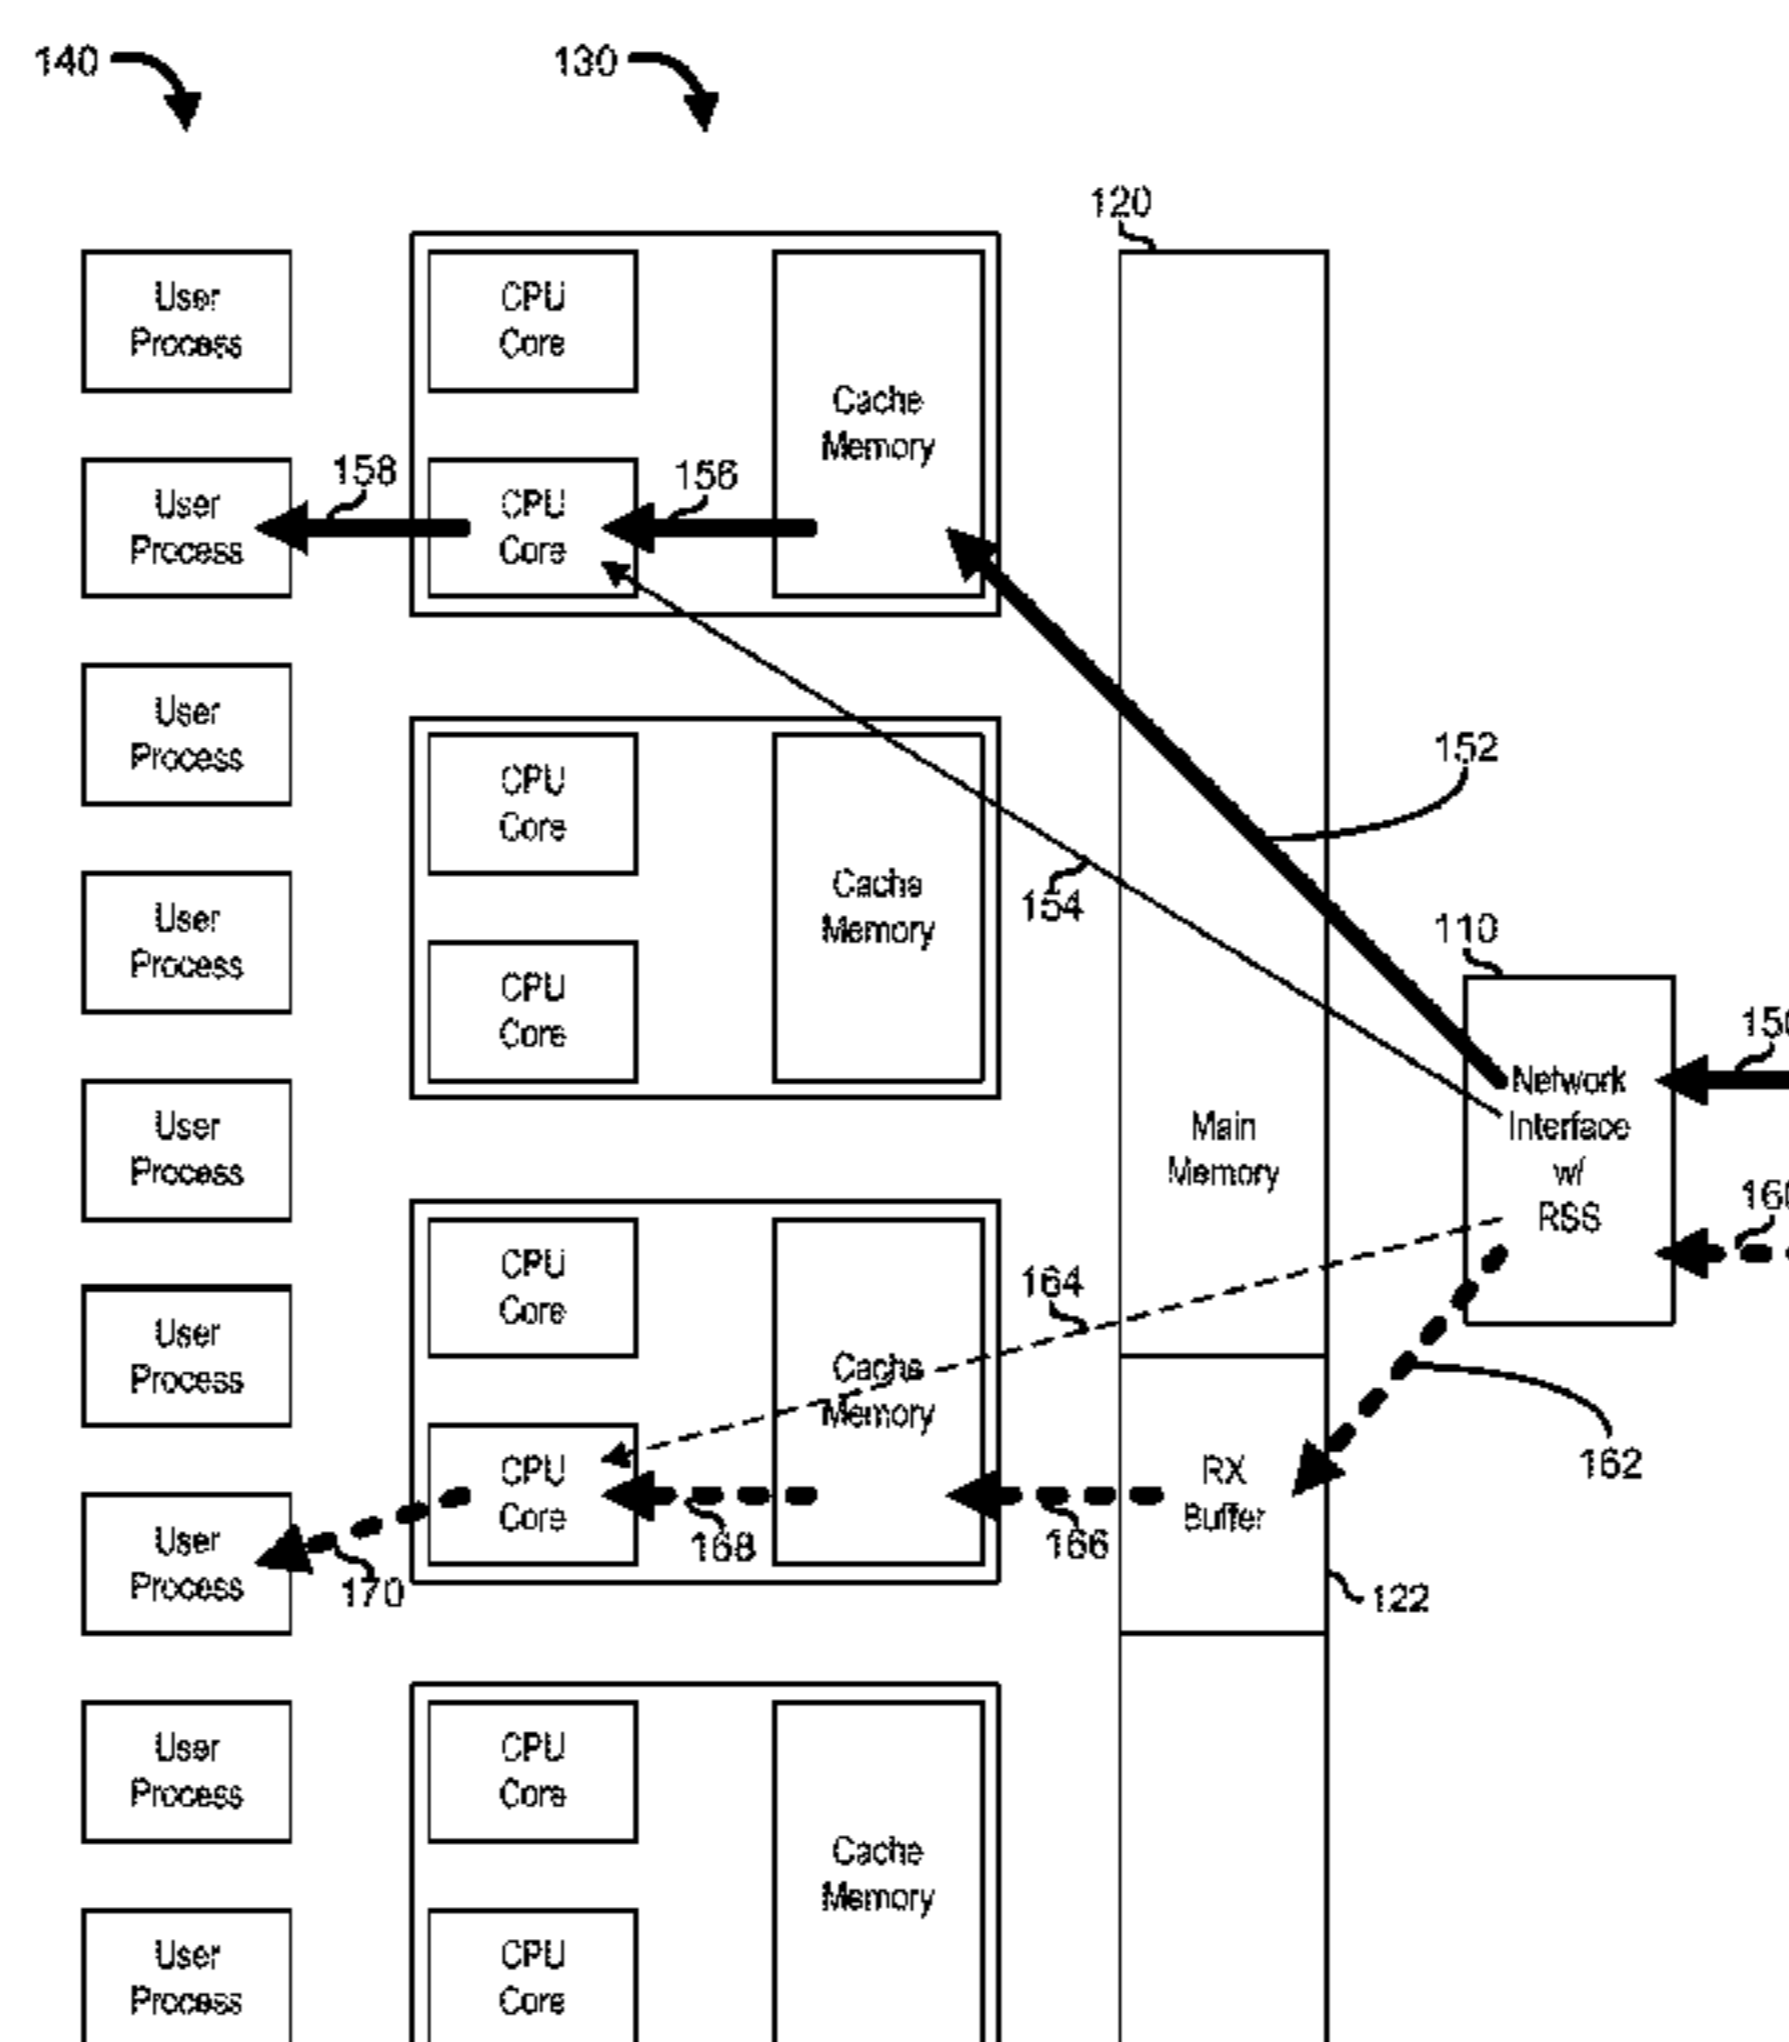 140
130
120
User
Process
CPU
Core
Cache
Memory
User
Process
158
CPU
Core
156
User
Process
CPU
Core
152
User
Process
Cache
Memory
154
110
CPU
Core
150
User
Process
Main
Memory
Network
Interface
w/
RSS
160
User
Process
CPU
Core
164
Cache
Memory
162
User
Process
170
CPU
Core
168
166
RX
Buffer
122
User
Process
CPU
Core
Cache
Memory
User
Process
CPU
Core